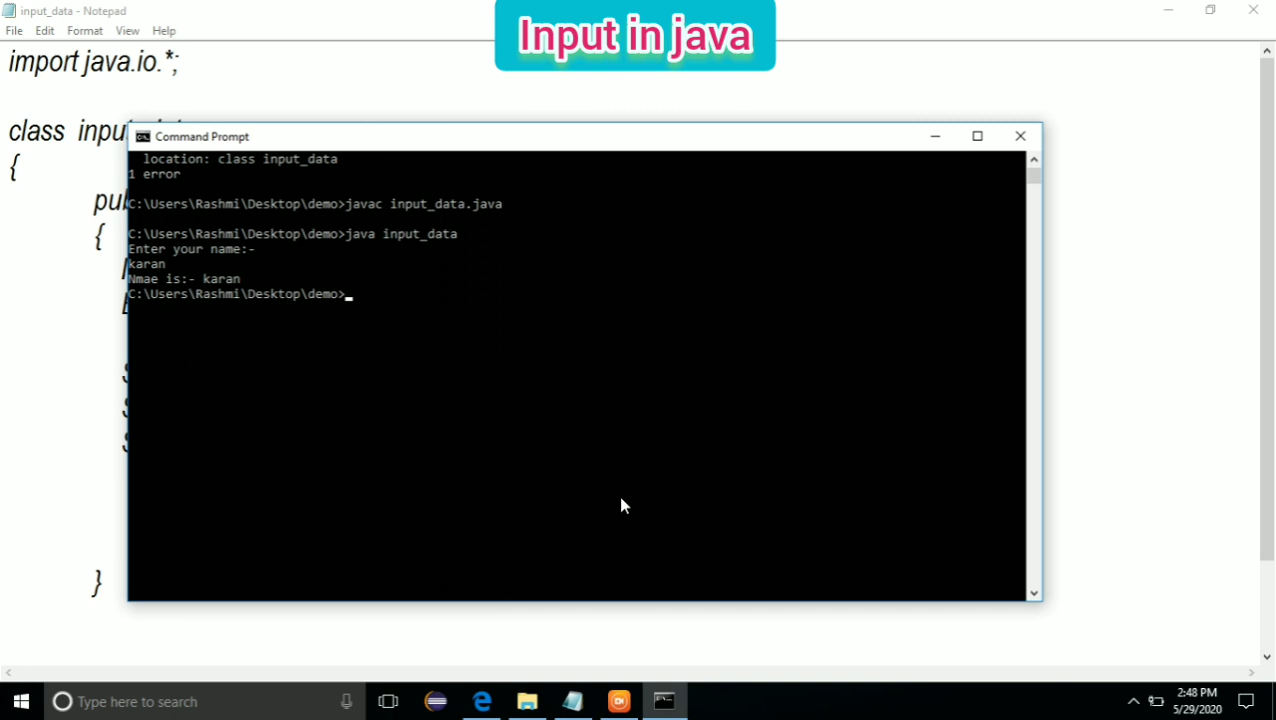 input_data - Notepad
File Edit Format View Help
Input in java
import java.io.*;
class
{
{
}
Command Prompt
location: class input_data
1 error
C:\Users\Rashmi\Desktop\demo>javac input_data.java
C:\Users\Rashmi\Desktop\demo>java input_data
Enter your name:-
karan
Nmae is:- karan
C:\Users\Rashmi\Desktop\demo>
Type here to search
2:48 PM
5/29/2020